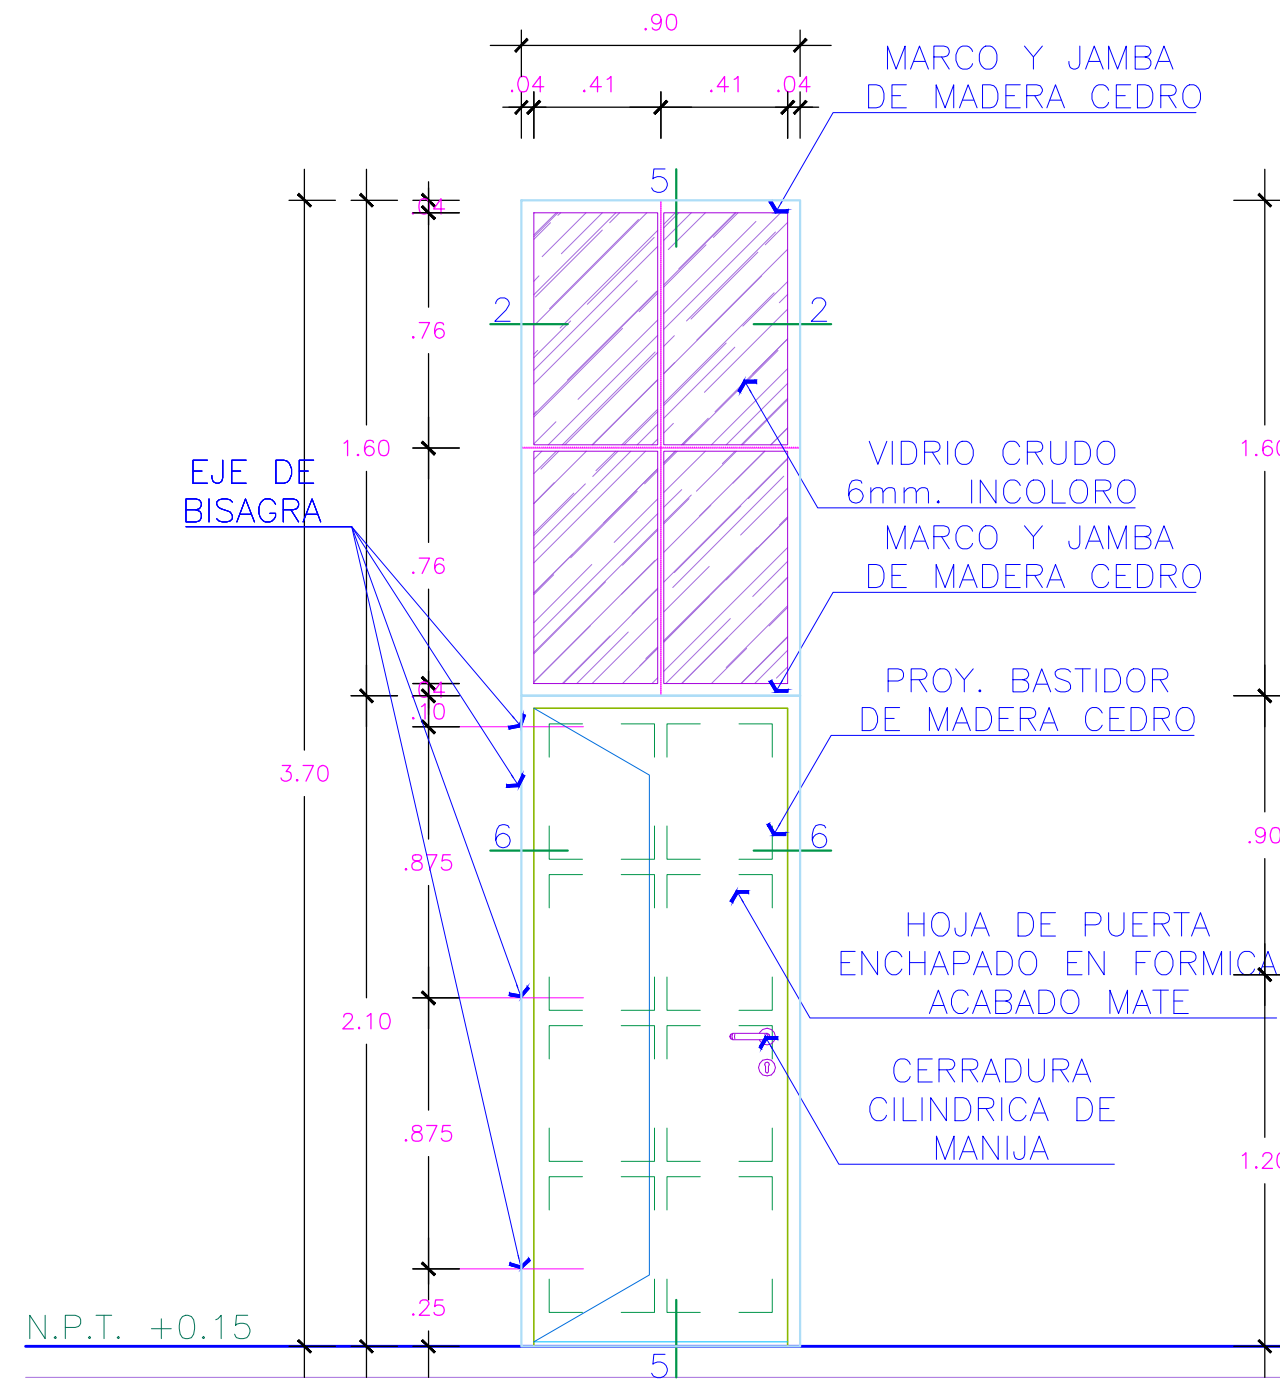 .90
.04 .41 .41 .04
MARCO Y JAMBA
DE MADERA CEDRO
5
.04
2 2
.76
1.60
1.60
VIDRIO CRUDO
6mm. INCOLORO
EJE DE
BISAGRA
MARCO Y JAMBA
DE MADERA CEDRO
.76
.04
.10
PROY. BASTIDOR
DE MADERA CEDRO
3.70
6 6
.90
.875
HOJA DE PUERTA
ENCHAPADO EN FORMICA
ACABADO MATE
2.10
CERRADURA
CILINDRICA DE
MANIJA
.875
1.20
.25
N.P.T. +0.15
5